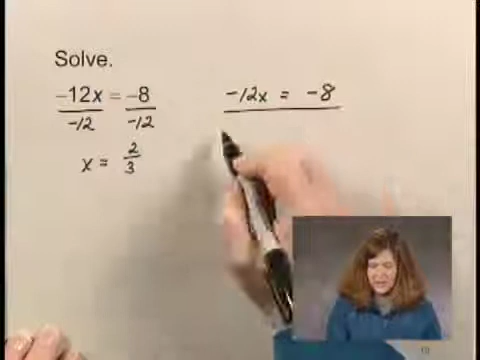 Solve.
-12x = -8
-12 -12
x = 2/3
-12x = -8